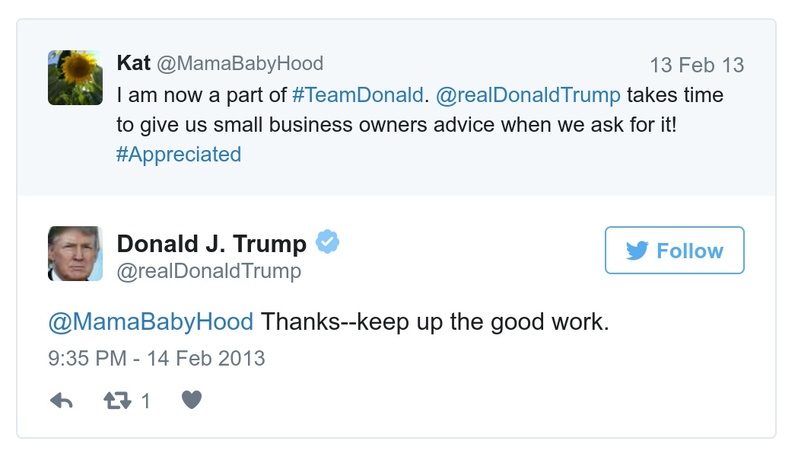 Kat @MamaBabyHood 13 Feb 13
I am now a part of #TeamDonald. @realDonaldTrump takes time
to give us small business owners advice when we ask for it!
#Appreciated
Donald J. Trump
@realDonaldTrump
Follow
@MamaBabyHood Thanks--keep up the good work.
9:35 PM - 14 Feb 2013
1